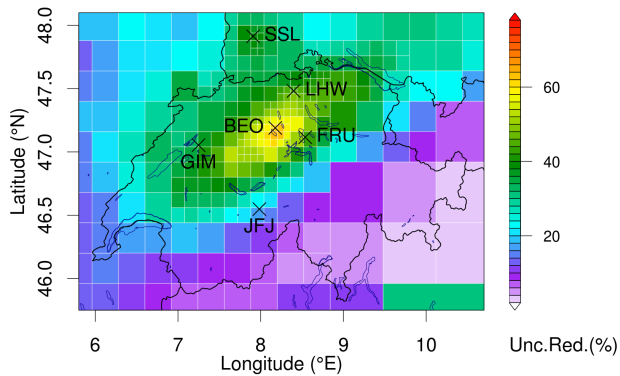 48.0
47.5
47.0
46.5
46.0
Latitude (°N)
SSL
LHW
BEO
FRU
GIM
JFJ
6
7
8
9
10
Longitude (°E)
60
40
20
Unc.Red.(%)